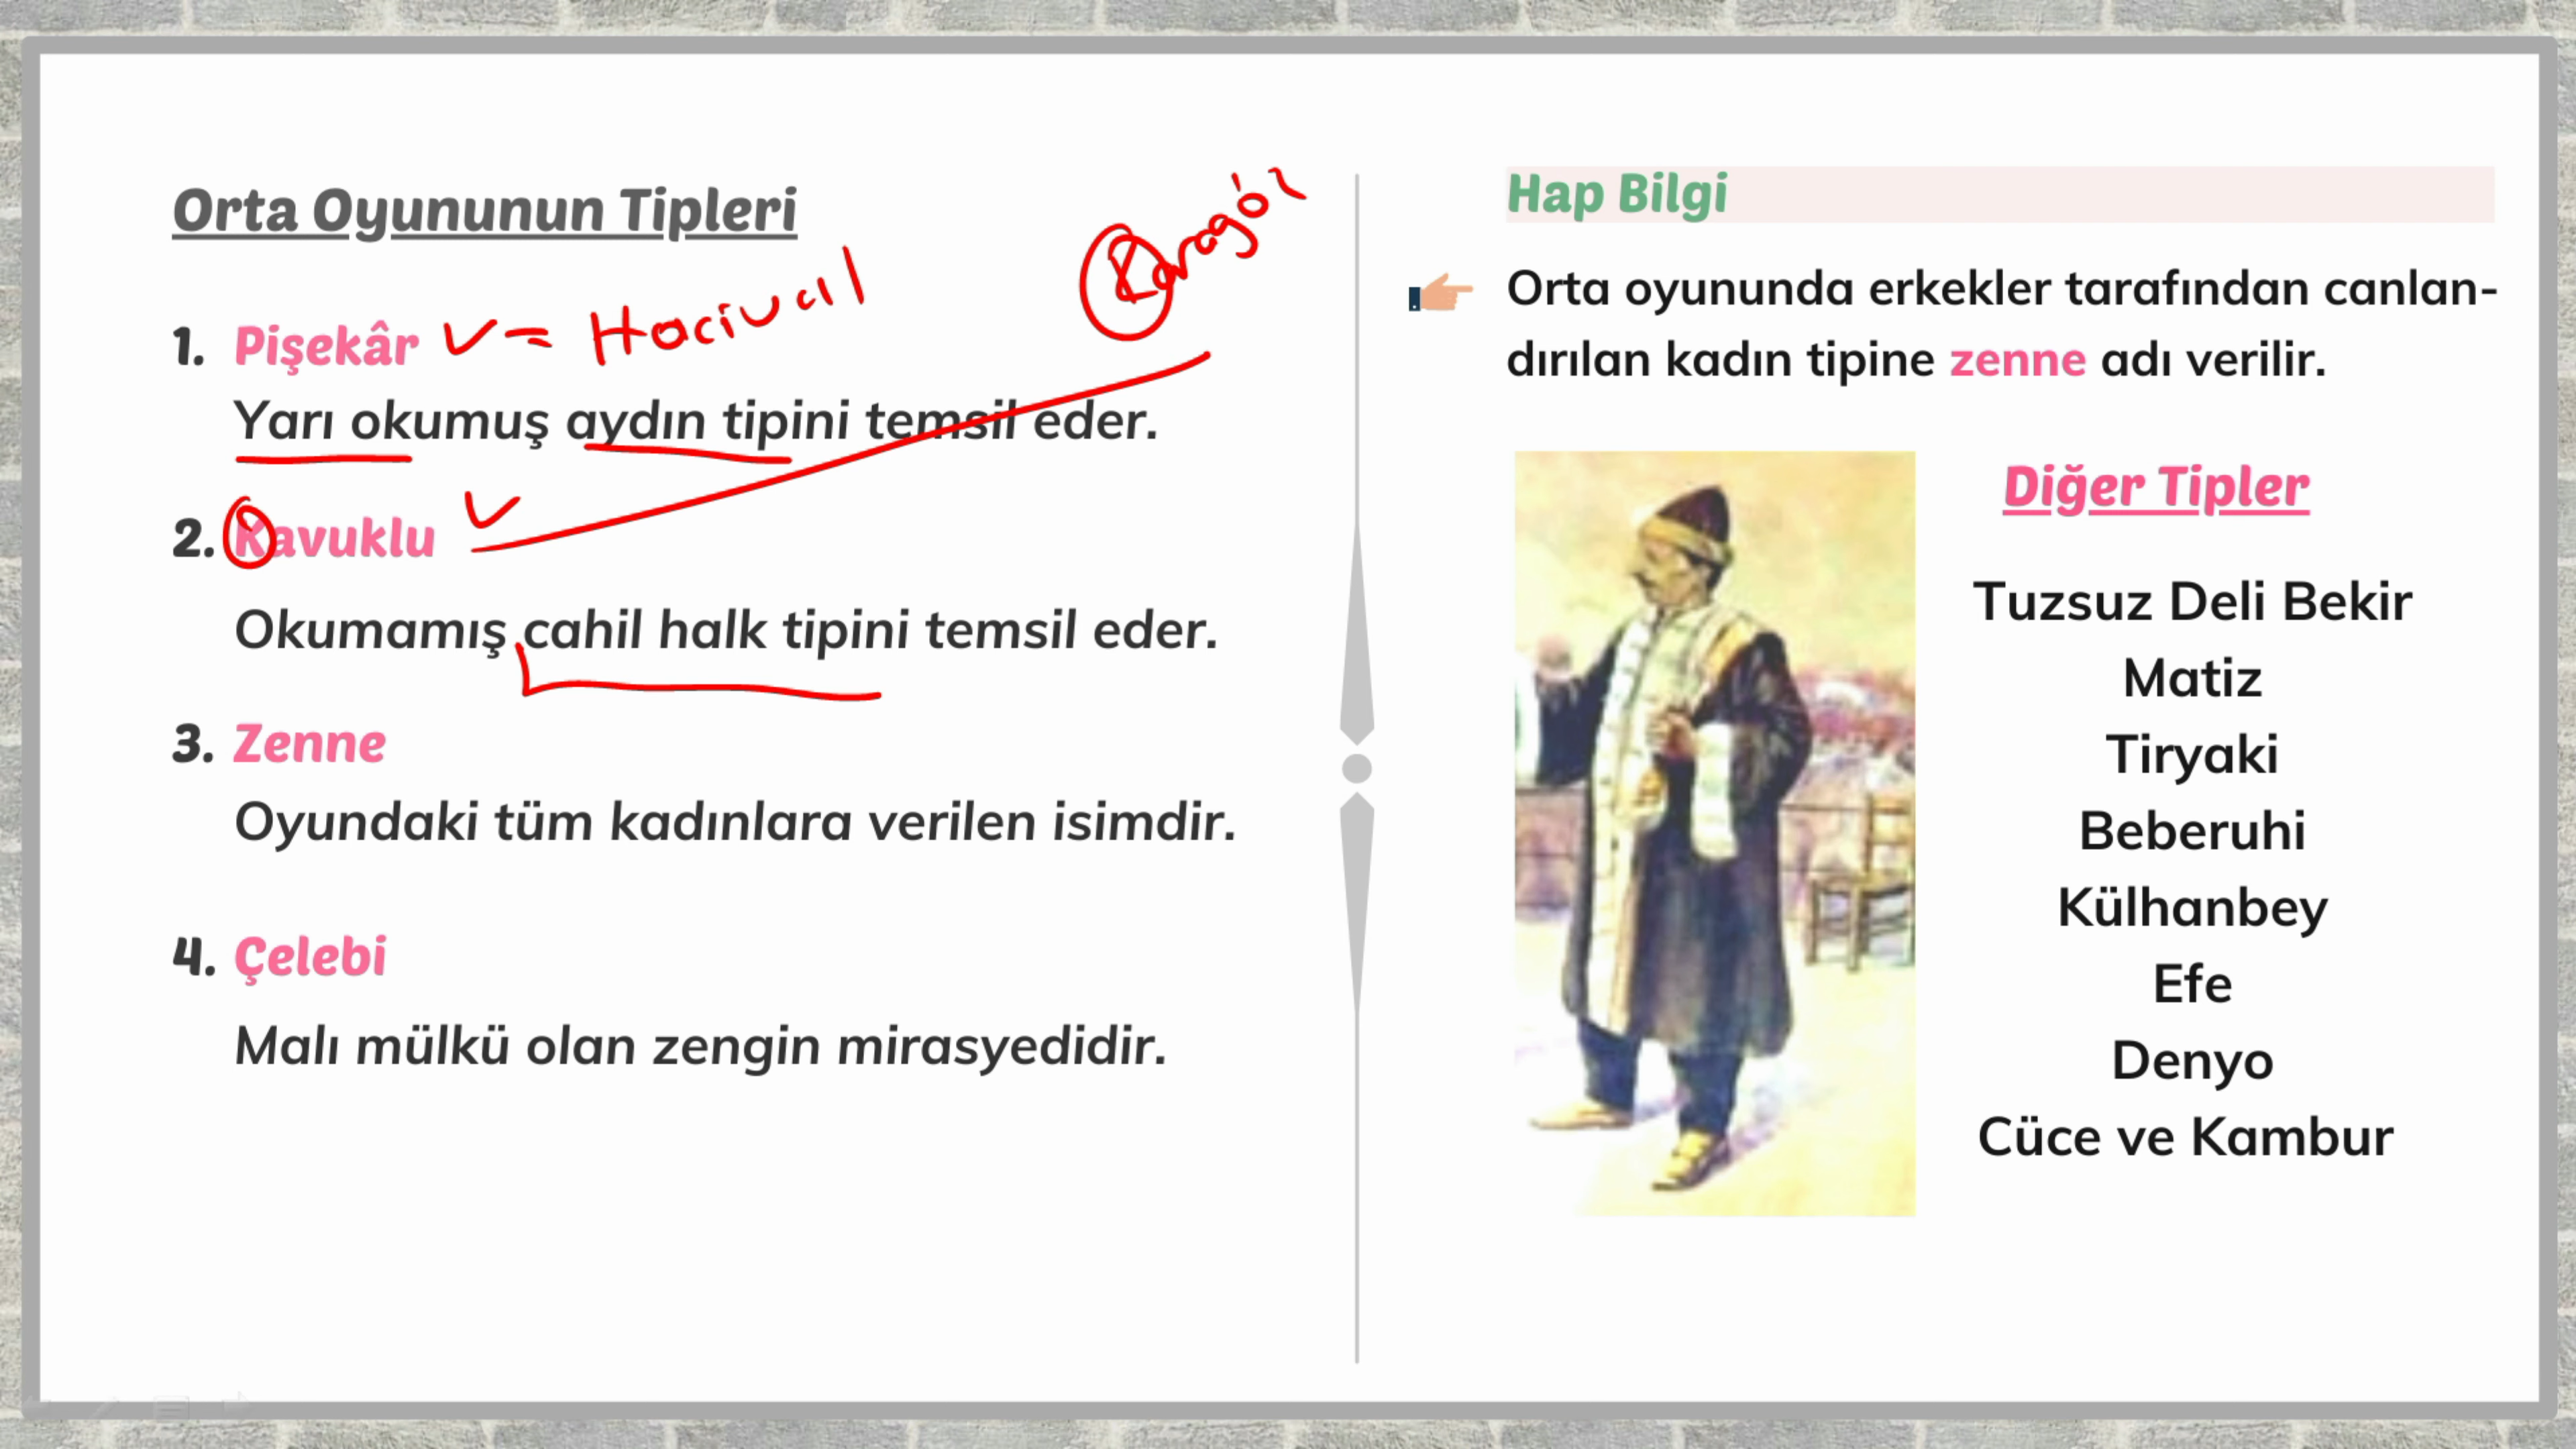 Orta Oyununun Tipleri
1. Pişekâr ✓ = Hacival
Yarı okumuş aydın tipini temsil eder.
Karagöz
2. Kavuklu ✓
Okumamış cahil halk tipini temsil eder.
3. Zenne
Oyundaki tüm kadınlara verilen isimdir.
4. Çelebi
Malı mülkü olan zengin mirasyedidir.
Hap Bilgi
Orta oyununda erkekler tarafından canlan-
dırılan kadın tipine zenne adı verilir.
Diğer Tipler
Tuzsuz Deli Bekir
Matiz
Tiryaki
Beberuhi
Külhanbey
Efe
Denyo
Cüce ve Kambur